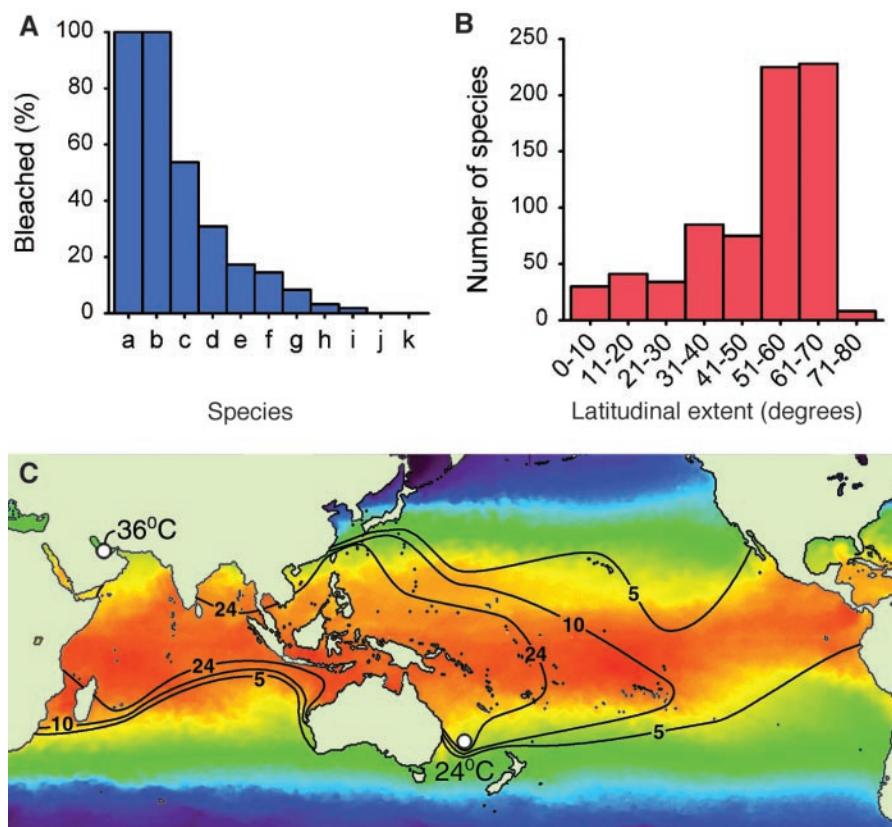 A
Bleached (%)
100
80
60
40
20
0
a b c d e f g h i j k
Species
B
Number of species
250
200
150
100
50
0
0-10 11-20 21-30 31-40 41-50 51-60 61-70 71-80
Latitudinal extent (degrees)
C
36⁰C
24
5
10
24
24
5
10
5
24⁰C